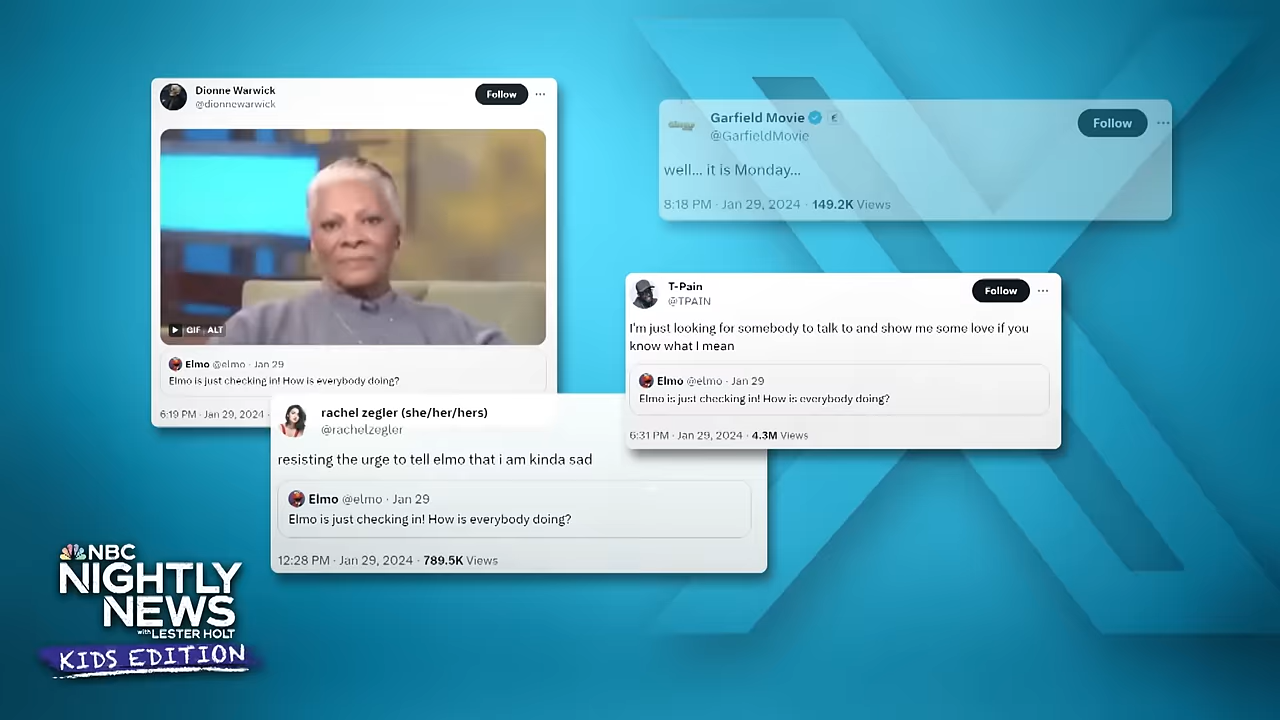 Dionne Warwick
@dionnewarwick
Follow
GIF ALT
Elmo @elmo · Jan 29
Elmo is just checking in! How is everybody doing?
6:19 PM · Jan 29, 2024 ·
Garfield Movie
@GarfieldMovie
Follow
well... it is Monday...
8:18 PM · Jan 29, 2024 · 149.2K Views
T-Pain
@TPAIN
Follow
I'm just looking for somebody to talk to and show me some love if you
know what I mean
Elmo @elmo · Jan 29
Elmo is just checking in! How is everybody doing?
6:31 PM · Jan 29, 2024 · 4.3M Views
rachel zegler (she/her/hers)
@rachelzegler
resisting the urge to tell elmo that i am kinda sad
Elmo @elmo · Jan 29
Elmo is just checking in! How is everybody doing?
12:28 PM · Jan 29, 2024 · 789.5K Views
NBC
NIGHTLY
NEWS
with LESTER HOLT
KIDS EDITION